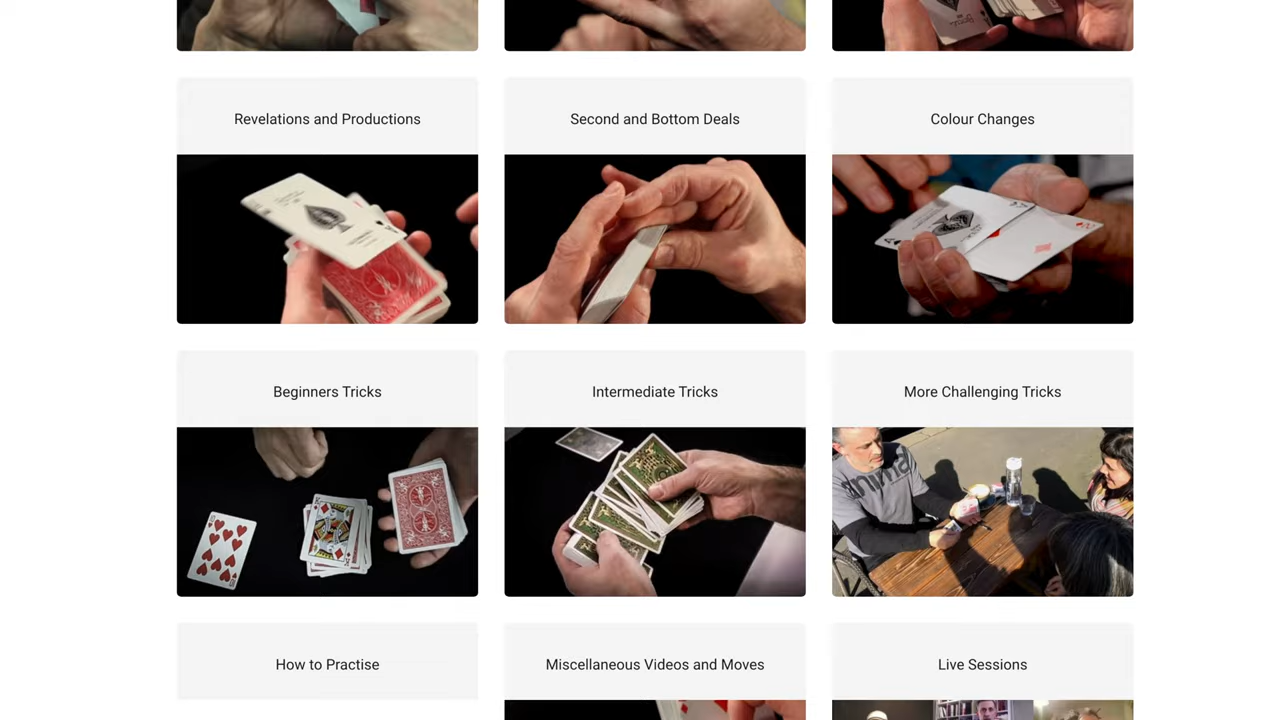 Revelations and Productions
Second and Bottom Deals
Colour Changes
Beginners Tricks
Intermediate Tricks
More Challenging Tricks
anima
How to Practise
Miscellaneous Videos and Moves
Live Sessions